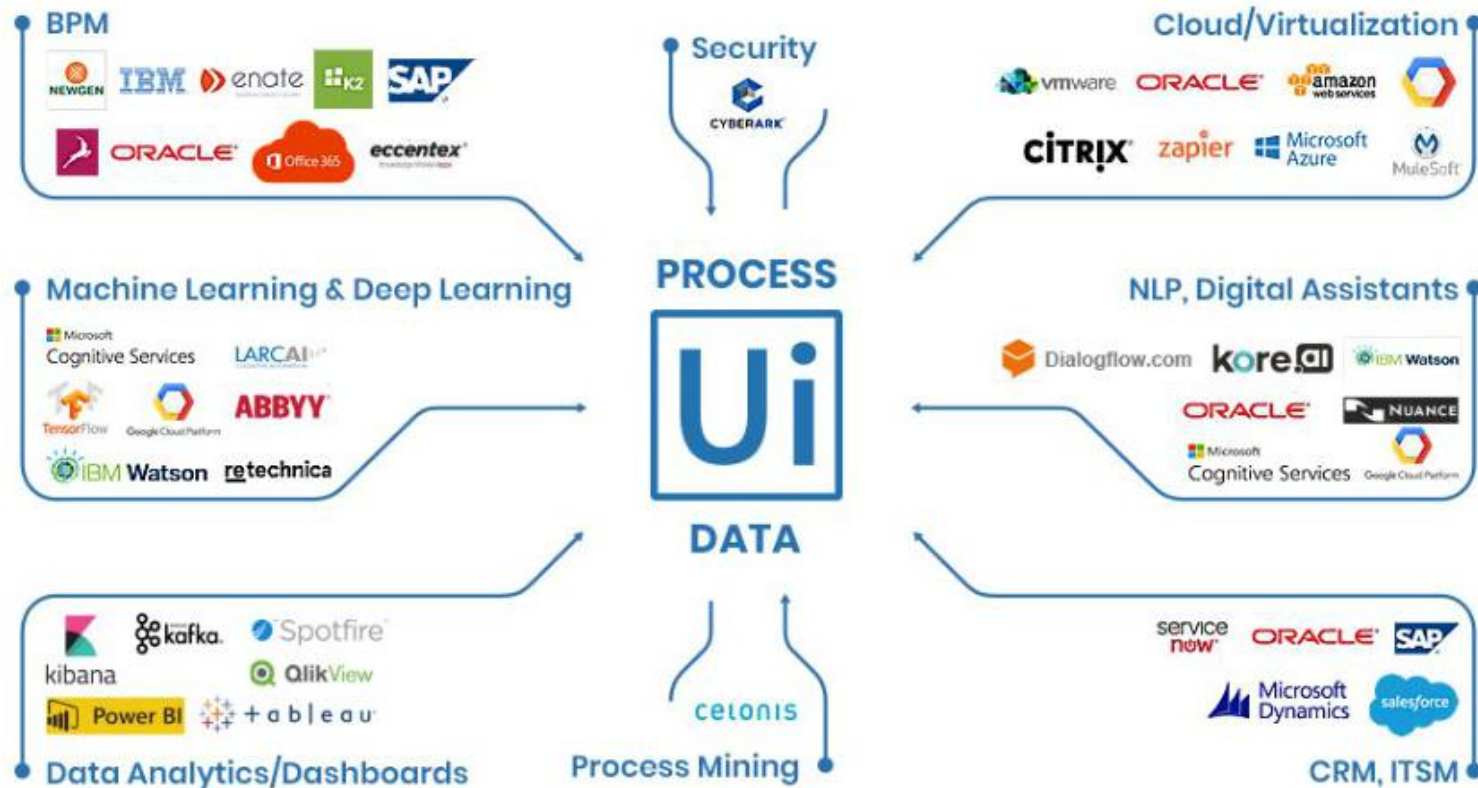 BPM
NEWGEN IBM enate K2 SAP
ORACLE Office 365 eccentex
Security
CYBERARK
Cloud/Virtualization
vmware ORACLE amazon web services
CITRIX zapier Microsoft Azure MuleSoft
Machine Learning & Deep Learning
Microsoft
Cognitive Services LARCAI
TensorFlow Google Cloud Platform ABBYY
IBM Watson retechnica
PROCESS
Ui
DATA
NLP, Digital Assistants
Dialogflow.com kore.ai IBM Watson
ORACLE NUANCE
Microsoft
Cognitive Services Google Cloud Platform
kibana kafka Spotfire
QlikView
Power BI +ableau
Data Analytics/Dashboards
celonis
Process Mining
service now ORACLE SAP
Microsoft Dynamics salesforce
CRM, ITSM